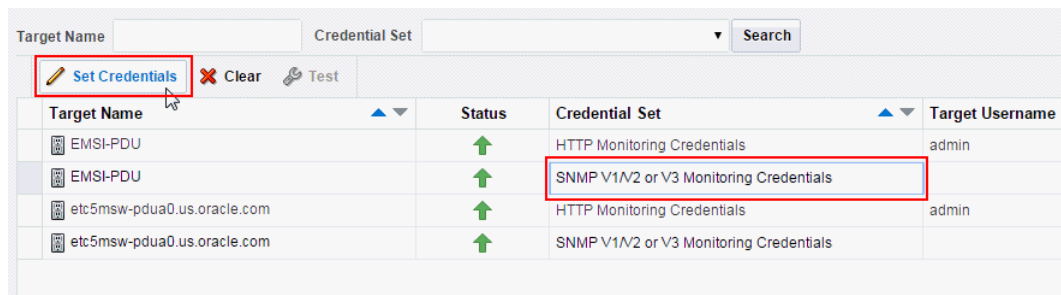 Target Name Credential Set Search
Set Credentials Clear Test
Target Name Status Credential Set Target Username
EMSI-PDU HTTP Monitoring Credentials admin
EMSI-PDU SNMP V1/V2 or V3 Monitoring Credentials
etc5msw-pdua0.us.oracle.com HTTP Monitoring Credentials admin
etc5msw-pdua0.us.oracle.com SNMP V1/V2 or V3 Monitoring Credentials